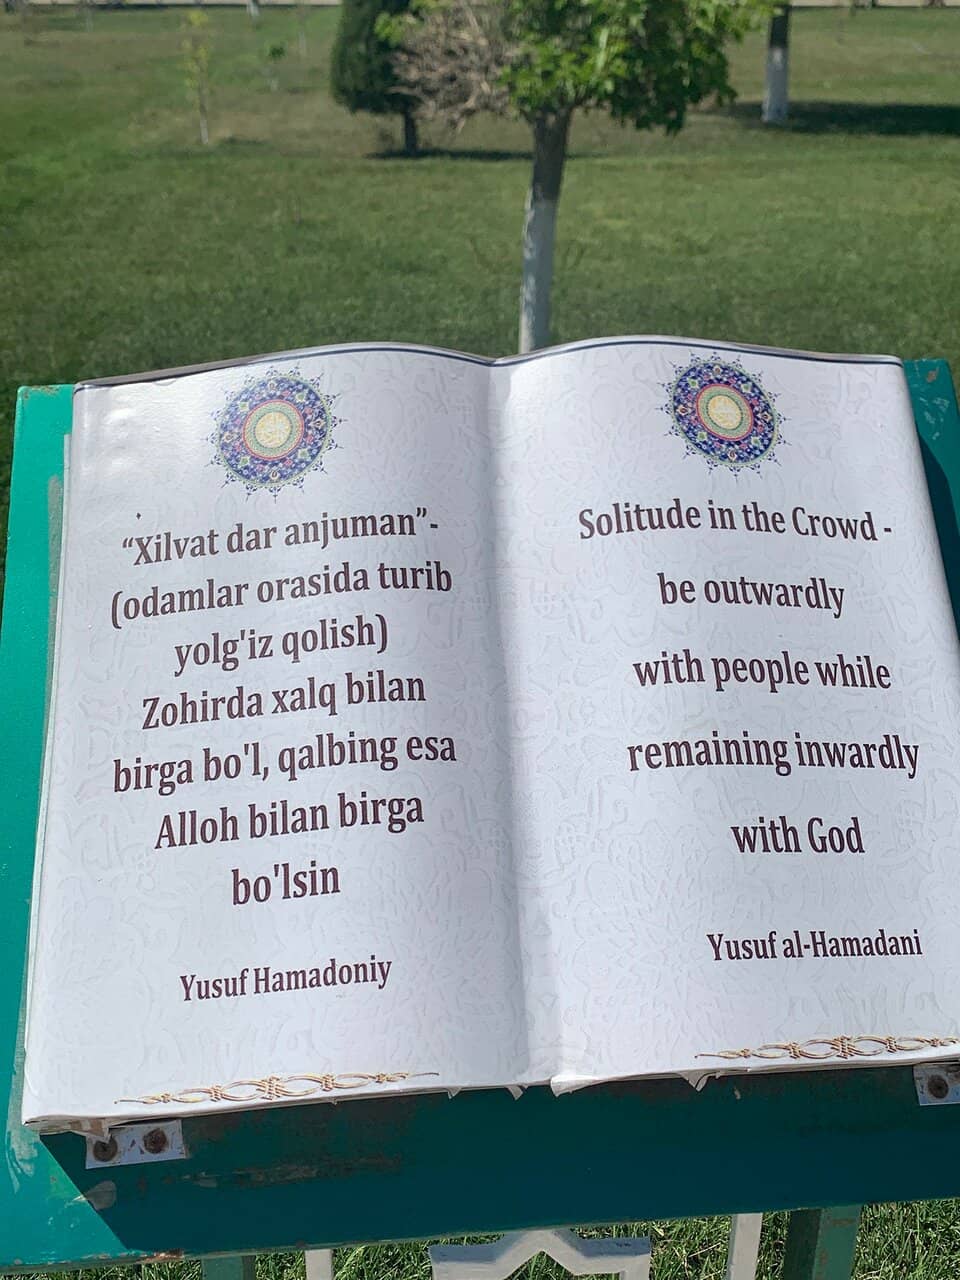 “Xilvat dar anjuman”-
(odamlar orasida turib
yolg'iz qolish)
Zohirda xalq bilan
birga bo'l, qalbing esa
Alloh bilan birga
bo'lsin
Yusuf Hamadoniy
Solitude in the Crowd -
be outwardly
with people while
remaining inwardly
with God
Yusuf al-Hamadani